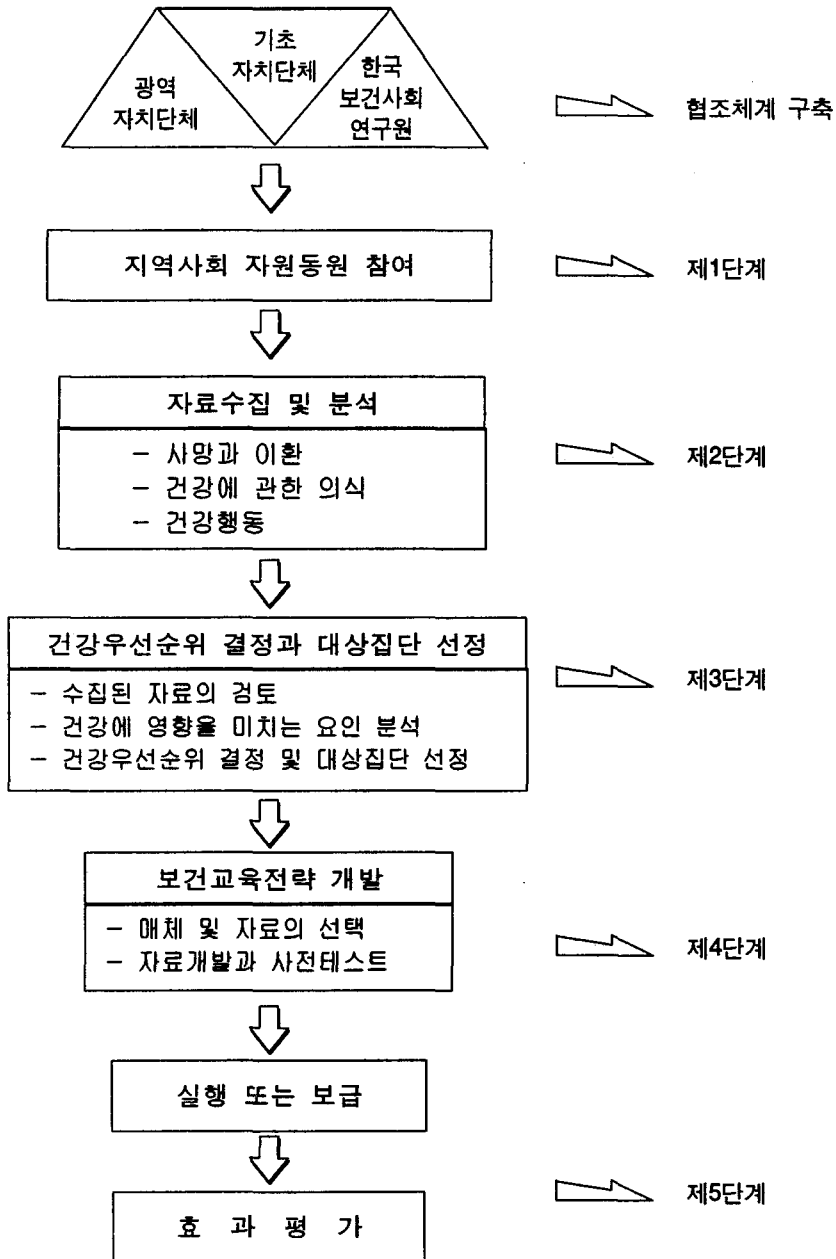 기초
자치단체
광역
자치단체
한국
보건사회
연구원
협조체계 구축
지역사회 자원동원 참여
제1단계
자료수집 및 분석
- 사망과 이환
- 건강에 관한 의식
- 건강행동
제2단계
건강우선순위 결정과 대상집단 선정
- 수집된 자료의 검토
- 건강에 영향을 미치는 요인 분석
- 건강우선순위 결정 및 대상집단 선정
제3단계
보건교육전략 개발
- 매체 및 자료의 선택
- 자료개발과 사전테스트
제4단계
실행 또는 보급
제5단계
효 과 평 가